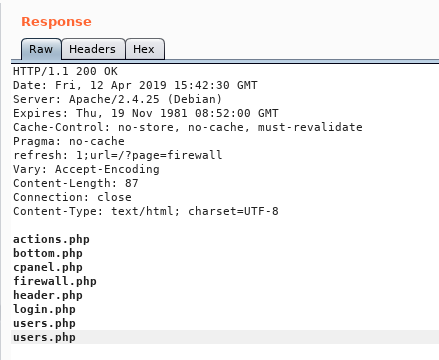 Response
Raw Headers Hex
HTTP/1.1 200 OK
Date: Fri, 12 Apr 2019 15:42:30 GMT
Server: Apache/2.4.25 (Debian)
Expires: Thu, 19 Nov 1981 08:52:00 GMT
Cache-Control: no-store, no-cache, must-revalidate
Pragma: no-cache
refresh: 1;url=/?page=firewall
Vary: Accept-Encoding
Content-Length: 87
Connection: close
Content-Type: text/html; charset=UTF-8
actions.php
bottom.php
cpanel.php
firewall.php
header.php
login.php
users.php
users.php